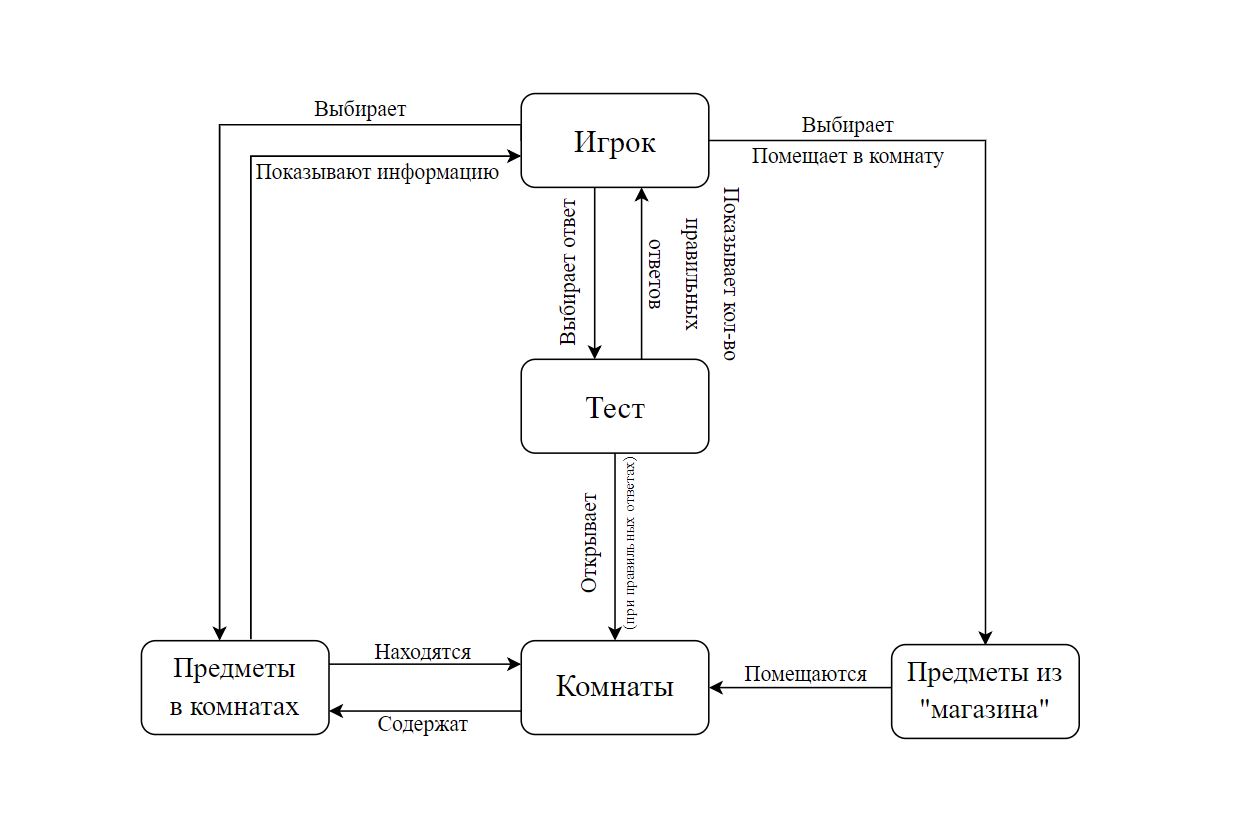 Выбирает
Игрок
Выбирает
Помещает в комнату
Показывают информацию
Выбирает ответ
Показывает кол-во
правильных
ответов
Тест
Открывает
(при правильных ответах)
Предметы
в комнатах
Находятся
Содержат
Комнаты
Помещаются
Предметы из
"магазина"